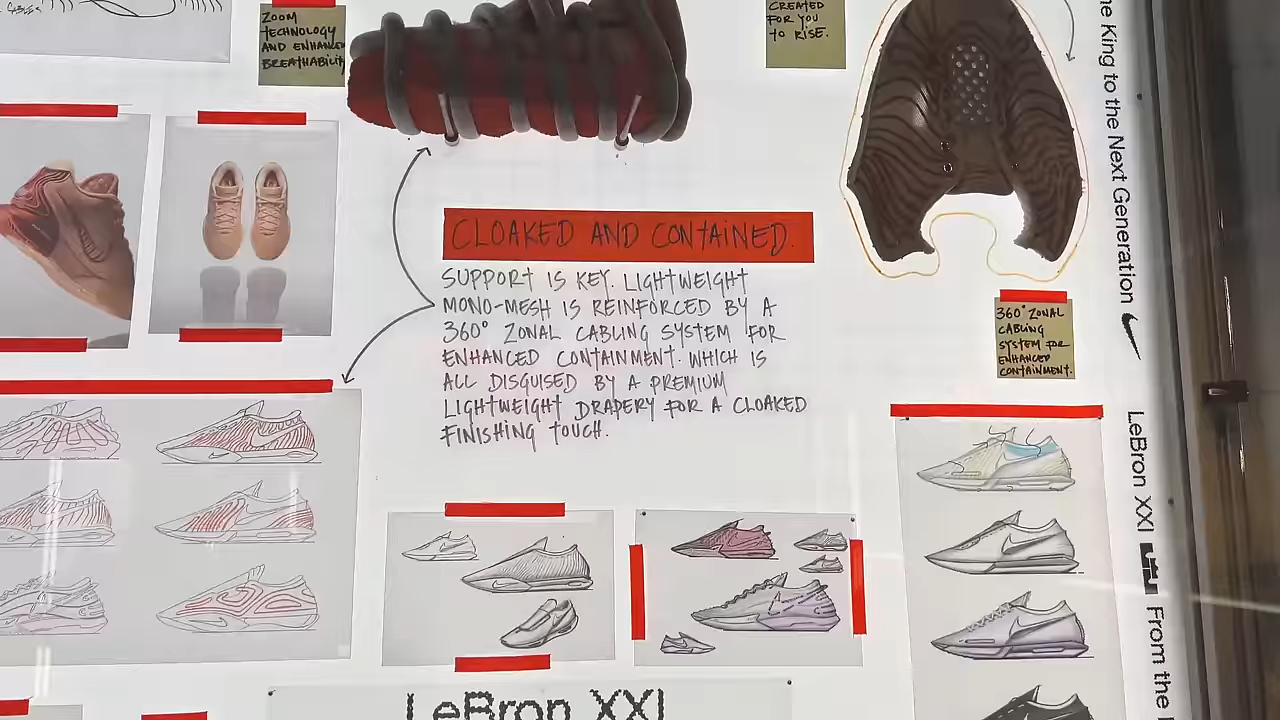 ZOOM
TECHNOLOGY
AND ENHANCED
BREATHABILITY
CREATED
FOR YOU
TO RISE.
CLOAKED AND CONTAINED.
SUPPORT IS KEY. LIGHTWEIGHT
MONO-MESH IS REINFORCED BY A
360° ZONAL CABLING SYSTEM FOR
ENHANCED CONTAINMENT. WHICH IS
ALL DISGUISED BY A PREMIUM
LIGHTWEIGHT DRAPERY FOR A CLOAKED
FINISHING TOUCH.
360° ZONAL
CABLING
SYSTEM FOR
ENHANCED
CONTAINMENT.
he King to the Next Generation
LeBron XXI
From the
LeBron XXI